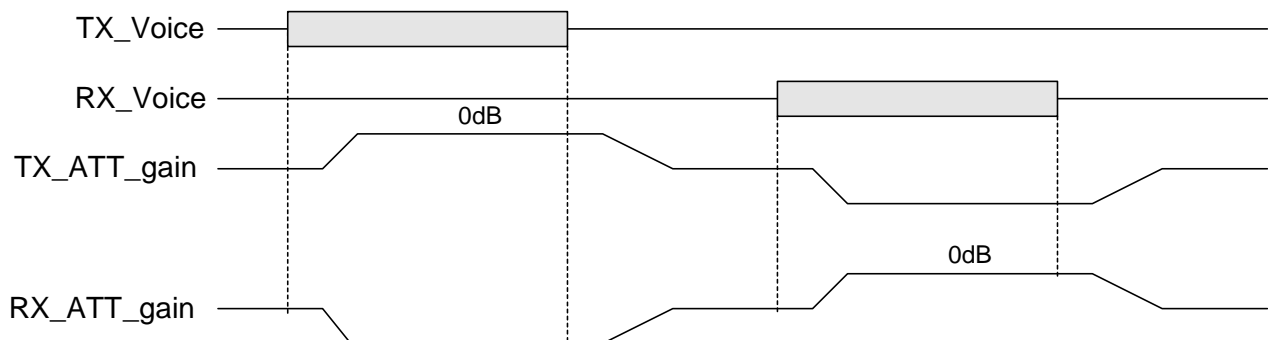 TX_Voice
RX_Voice
0dB
TX_ATT_gain
0dB
RX_ATT_gain